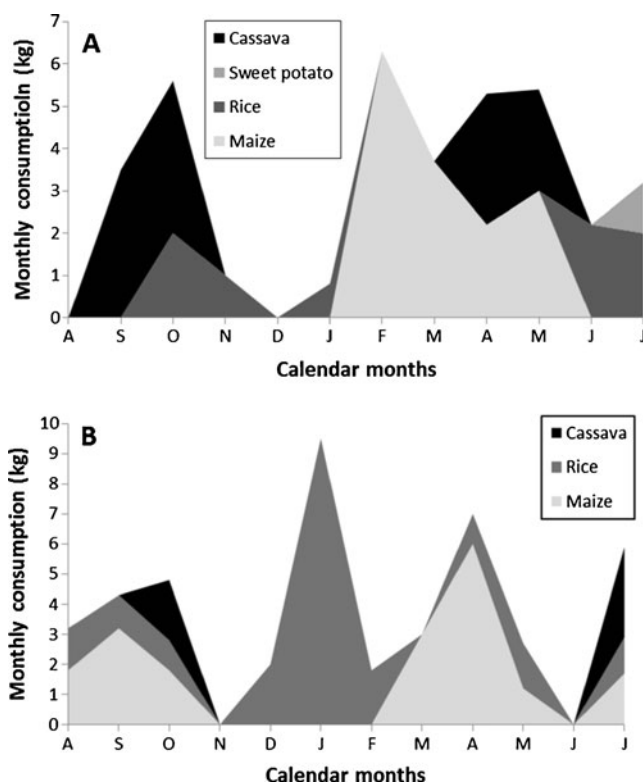 A
Monthly consumptioln (kg)
7
6
5
4
3
2
1
0
Cassava
Sweet potato
Rice
Maize
A S O N D J F M A M J J
Calendar months
B
Monthly consumption (kg)
10
9
8
7
6
5
4
3
2
1
0
Cassava
Rice
Maize
A S O N D J F M A M J J
Calendar months